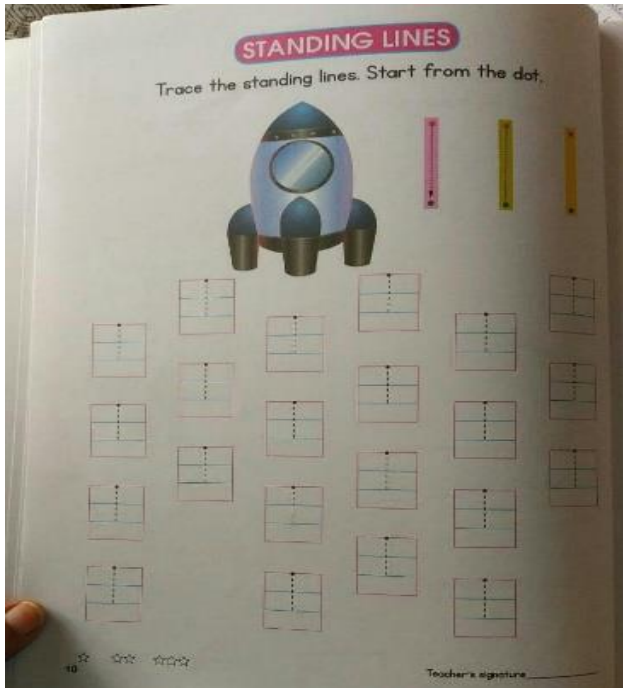 STANDING LINES
Trace the standing lines. Start from the dot.
10
Teacher's signature